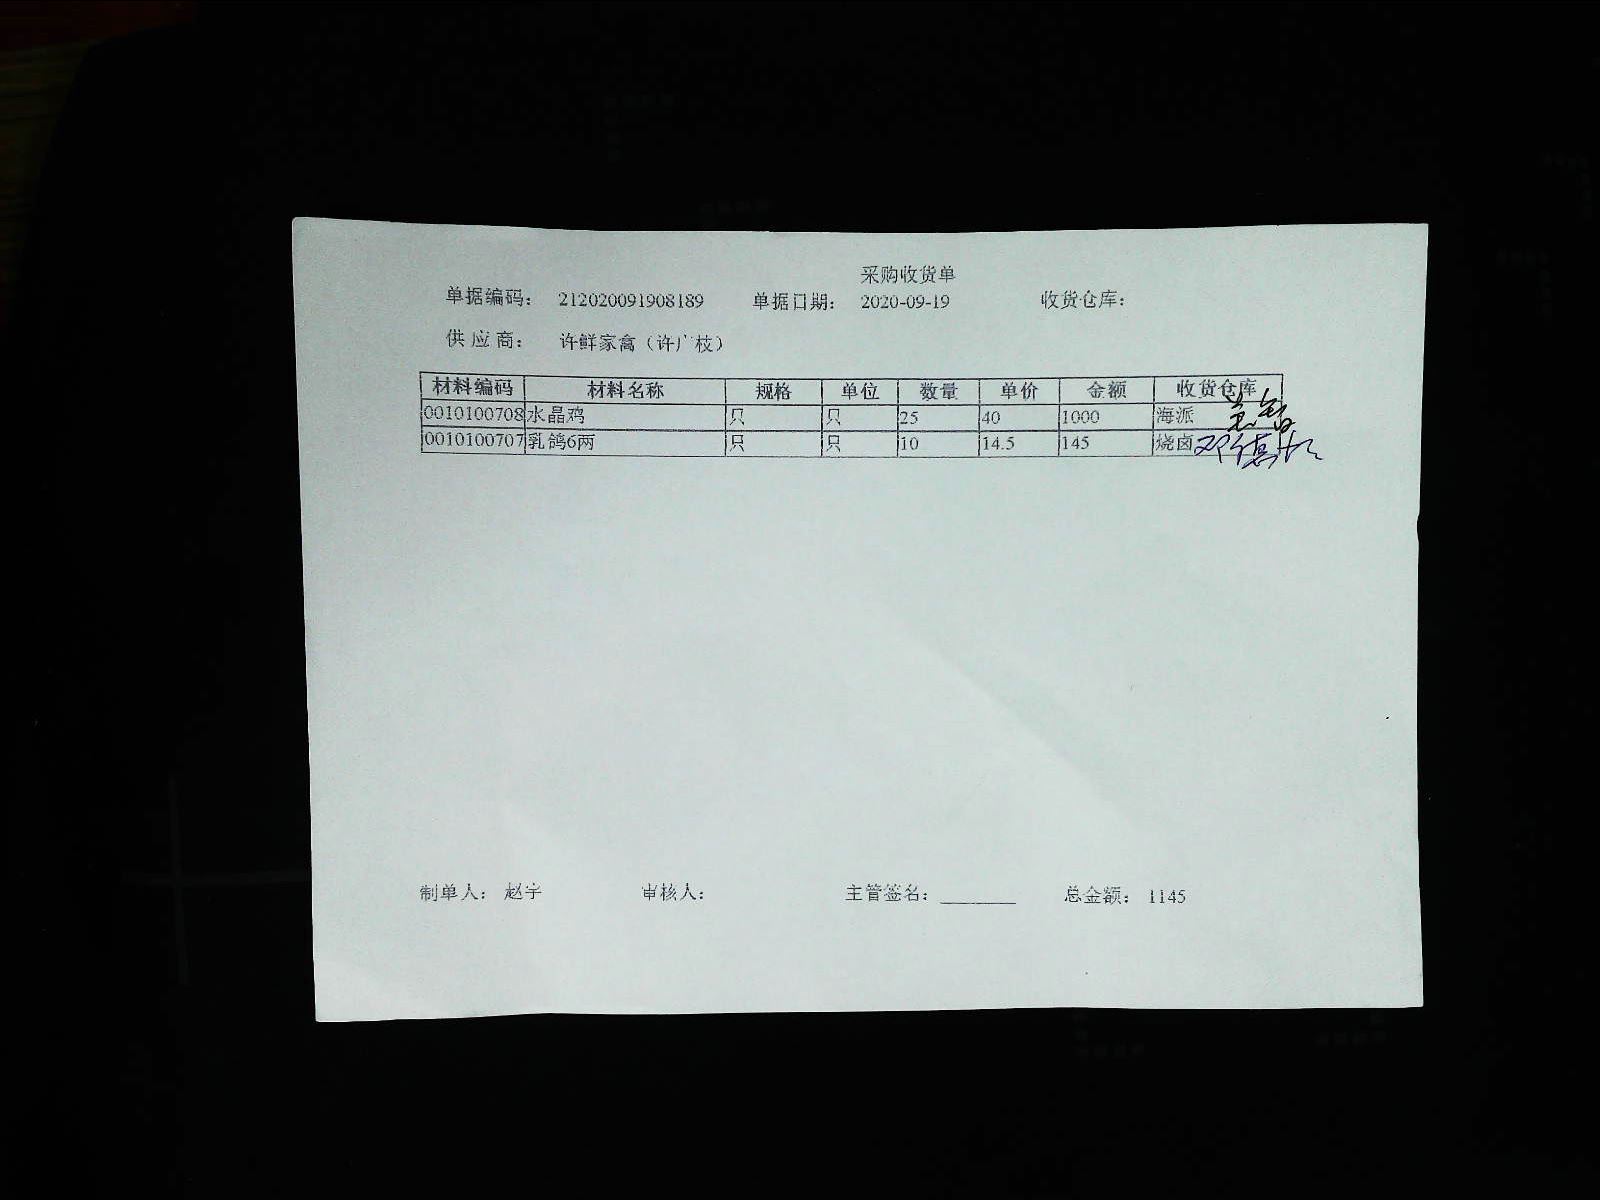 采购收货单
单据编码: 212020091908189 单据日期: 2020-09-19 收货仓库:
供应商: 许鲜家禽（许广枝）
材料编码 材料名称 规格 单位 数量 单价 金额 收货仓库
0010100708 水晶鸡 只 只 25 40 1000 海派
0010100707 乳鸽6两 只 只 10 14.5 145 烧卤
制单人: 赵宇 审核人: 主管签名: 总金额: 1145